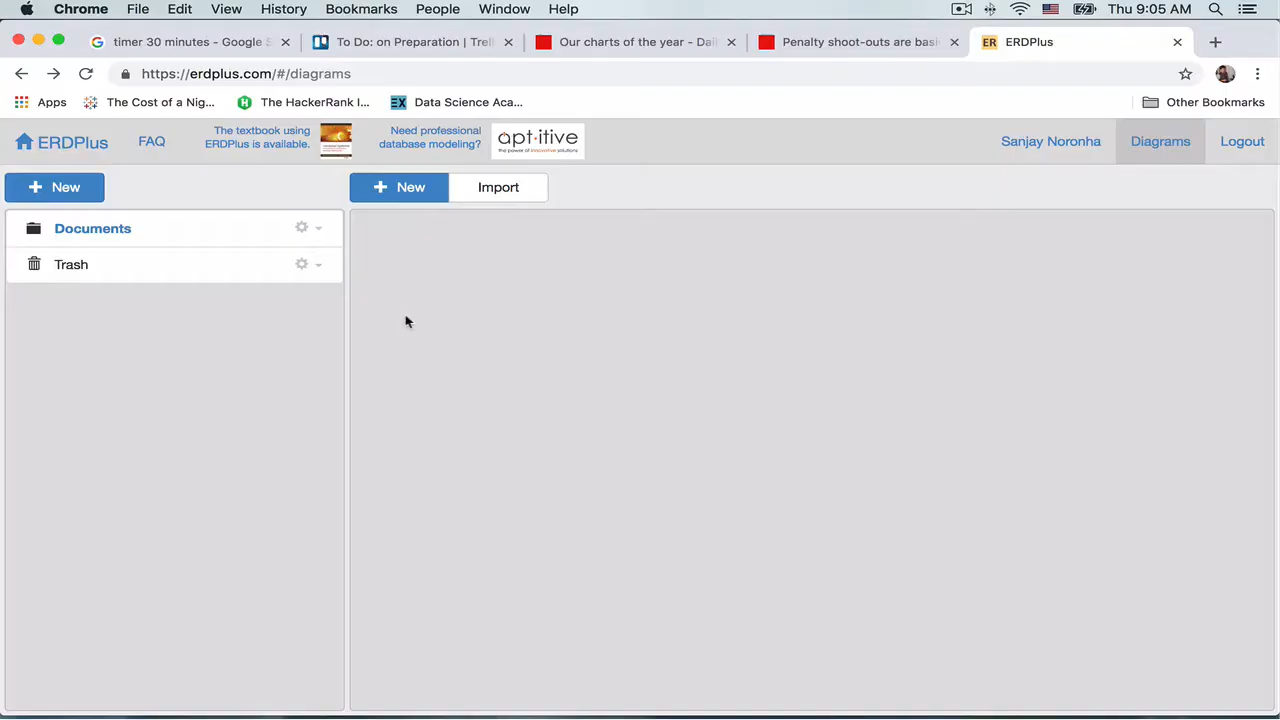 Chrome File Edit View History Bookmarks People Window Help Thu 9:05 AM
timer 30 minutes - Google S To Do: on Preparation | Trell Our charts of the year - Dai Penalty shoot-outs are basi ER ERDPlus
https://erdplus.com/#/diagrams
Apps The Cost of a Nig... The HackerRank I... EX Data Science Aca... Other Bookmarks
ERDPlus FAQ The textbook using Need professional apt·itive Sanjay Noronha Diagrams Logout
ERDPlus is available. database modeling? the power of innovative solutions
+ New + New Import
Documents
Trash